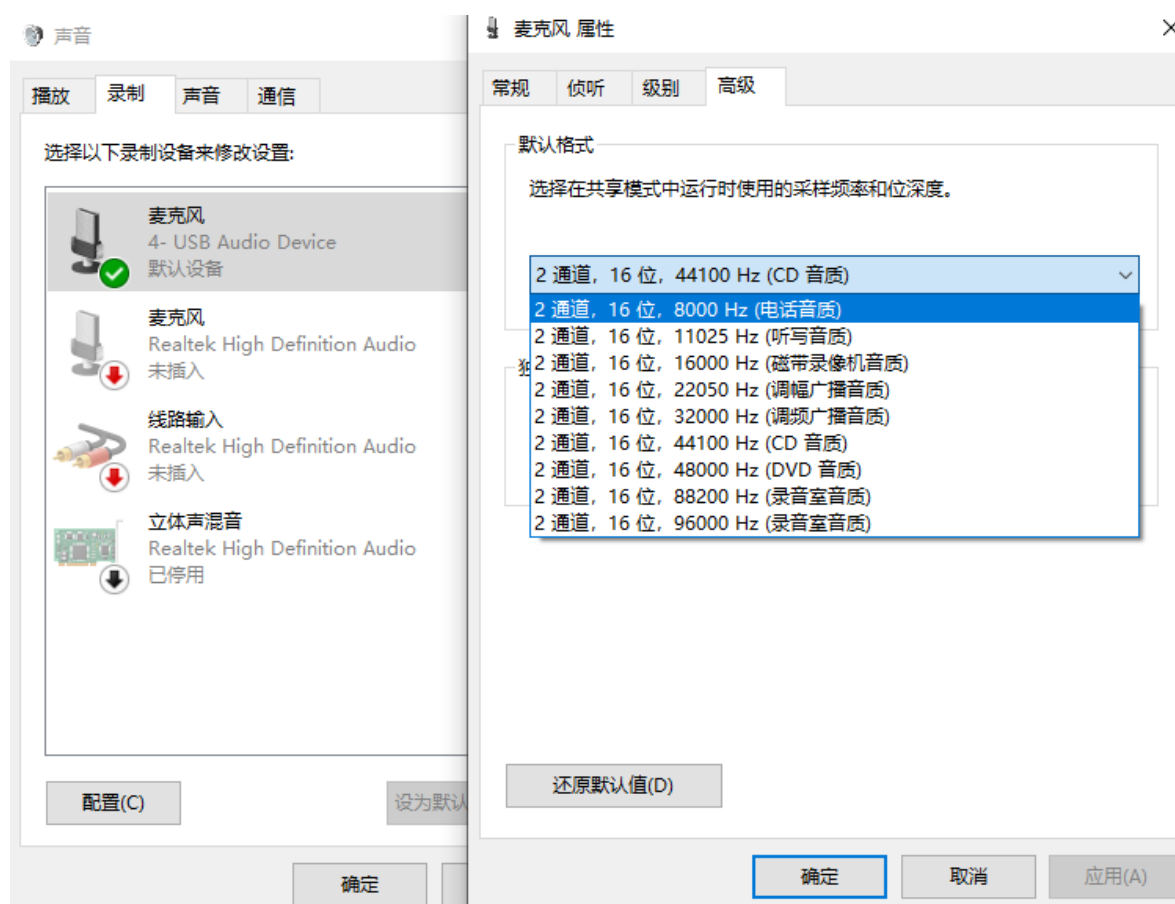 声音
播放
录制
声音
通信
选择以下录制设备来修改设置:
麦克风
4- USB Audio Device
默认设备
麦克风
Realtek High Definition Audio
未插入
线路输入
Realtek High Definition Audio
未插入
立体声混音
Realtek High Definition Audio
已停用
配置(C)
设为默认
确定
麦克风 属性
常规
侦听
级别
高级
默认格式
选择在共享模式中运行时使用的采样频率和位深度。
2 通道，16 位，44100 Hz (CD 音质)
2 通道，16 位，8000 Hz (电话音质)
2 通道，16 位，11025 Hz (听写音质)
2 通道，16 位，16000 Hz (磁带录像机音质)
2 通道，16 位，22050 Hz (调幅广播音质)
2 通道，16 位，32000 Hz (调频广播音质)
2 通道，16 位，44100 Hz (CD 音质)
2 通道，16 位，48000 Hz (DVD 音质)
2 通道，16 位，88200 Hz (录音室音质)
2 通道，16 位，96000 Hz (录音室音质)
还原默认值(D)
确定
取消
应用(A)